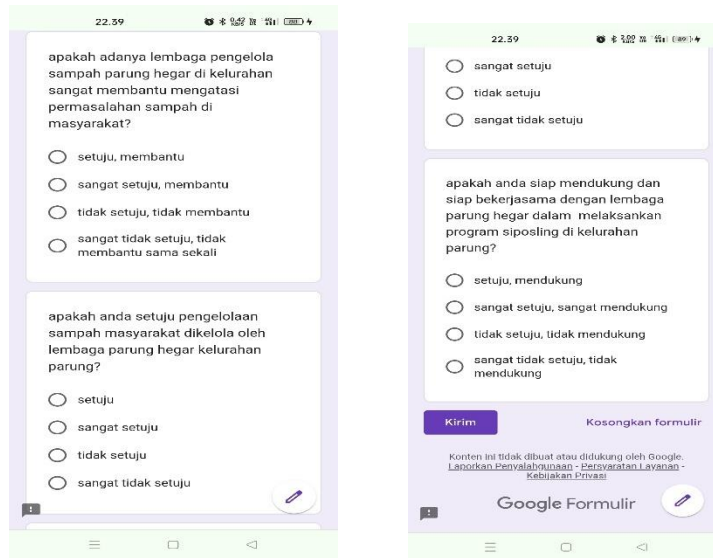 22.39
apakah adanya lembaga pengelola
sampah parung hegar di kelurahan
sangat membantu mengatasi
permasalahan sampah di
masyarakat?
setuju, membantu
sangat setuju, membantu
tidak setuju, tidak membantu
sangat tidak setuju, tidak
membantu sama sekali
apakah anda setuju pengelolaan
sampah masyarakat dikelola oleh
lembaga parung hegar kelurahan
parung?
setuju
sangat setuju
tidak setuju
sangat tidak setuju
22.39
sangat setuju
tidak setuju
sangat tidak setuju
apakah anda siap mendukung dan
siap bekerjasama dengan lembaga
parung hegar dalam melaksankan
program siposling di kelurahan
parung?
setuju, mendukung
sangat setuju, sangat mendukung
tidak setuju, tidak mendukung
sangat tidak setuju, tidak
mendukung
Kirim
Kosongkan formulir
Konten ini tidak dibuat atau didukung oleh Google.
Laporkan Penyalahgunaan - Persyaratan Layanan -
Kebijakan Privasi
Google Formulir